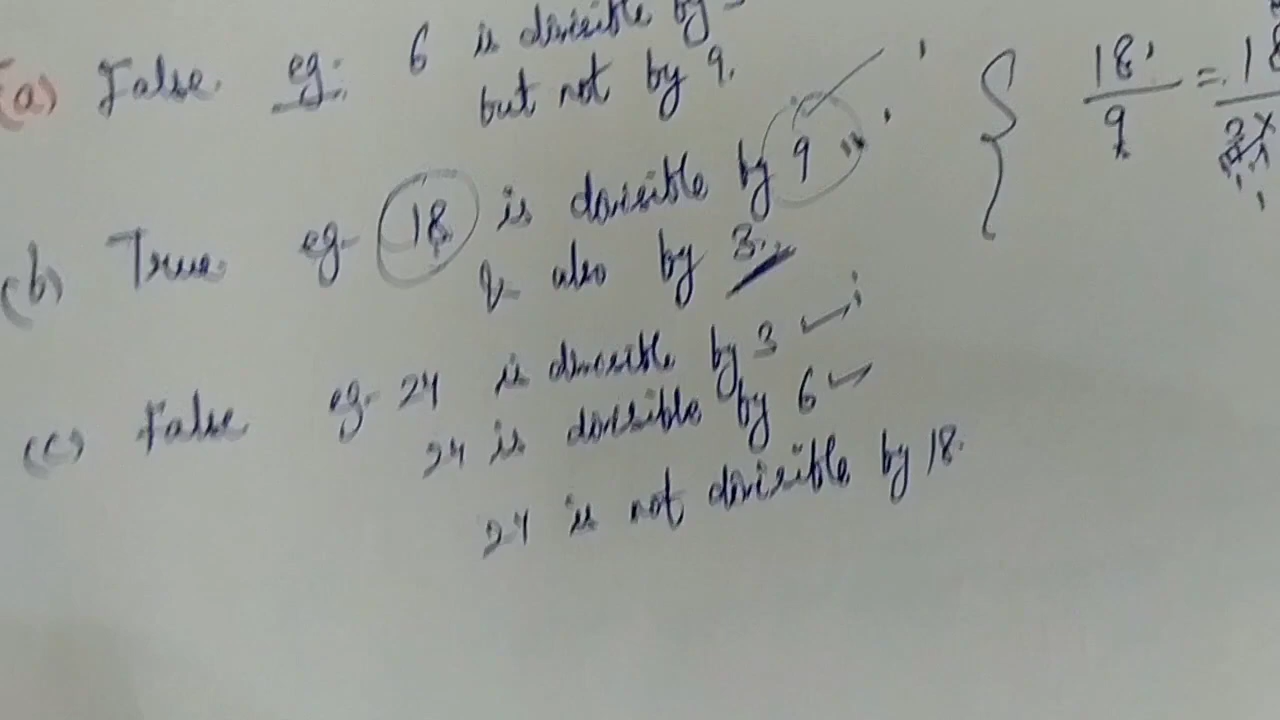 (a) False. eg:- 6 is divisible by
but not by 9.
18 / 9 = 18
(b) True eg- 18 is divisible by 9
& also by 3.
(c) False eg- 24 is divisible by 3 ✓
24 is divisible by 6 ✓
24 is not divisible by 18.